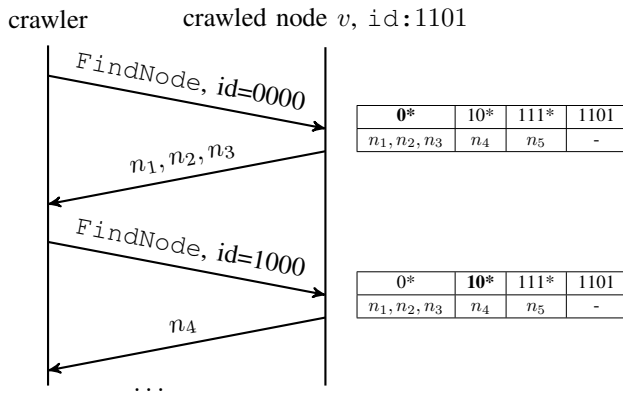 crawler
crawled node v, id:1101
FindNode, id=0000
0* 10* 111* 1101
n₁, n₂, n₃ n₄ n₅ -
n₁, n₂, n₃
FindNode, id=1000
0* 10* 111* 1101
n₁, n₂, n₃ n₄ n₅ -
n₄
...